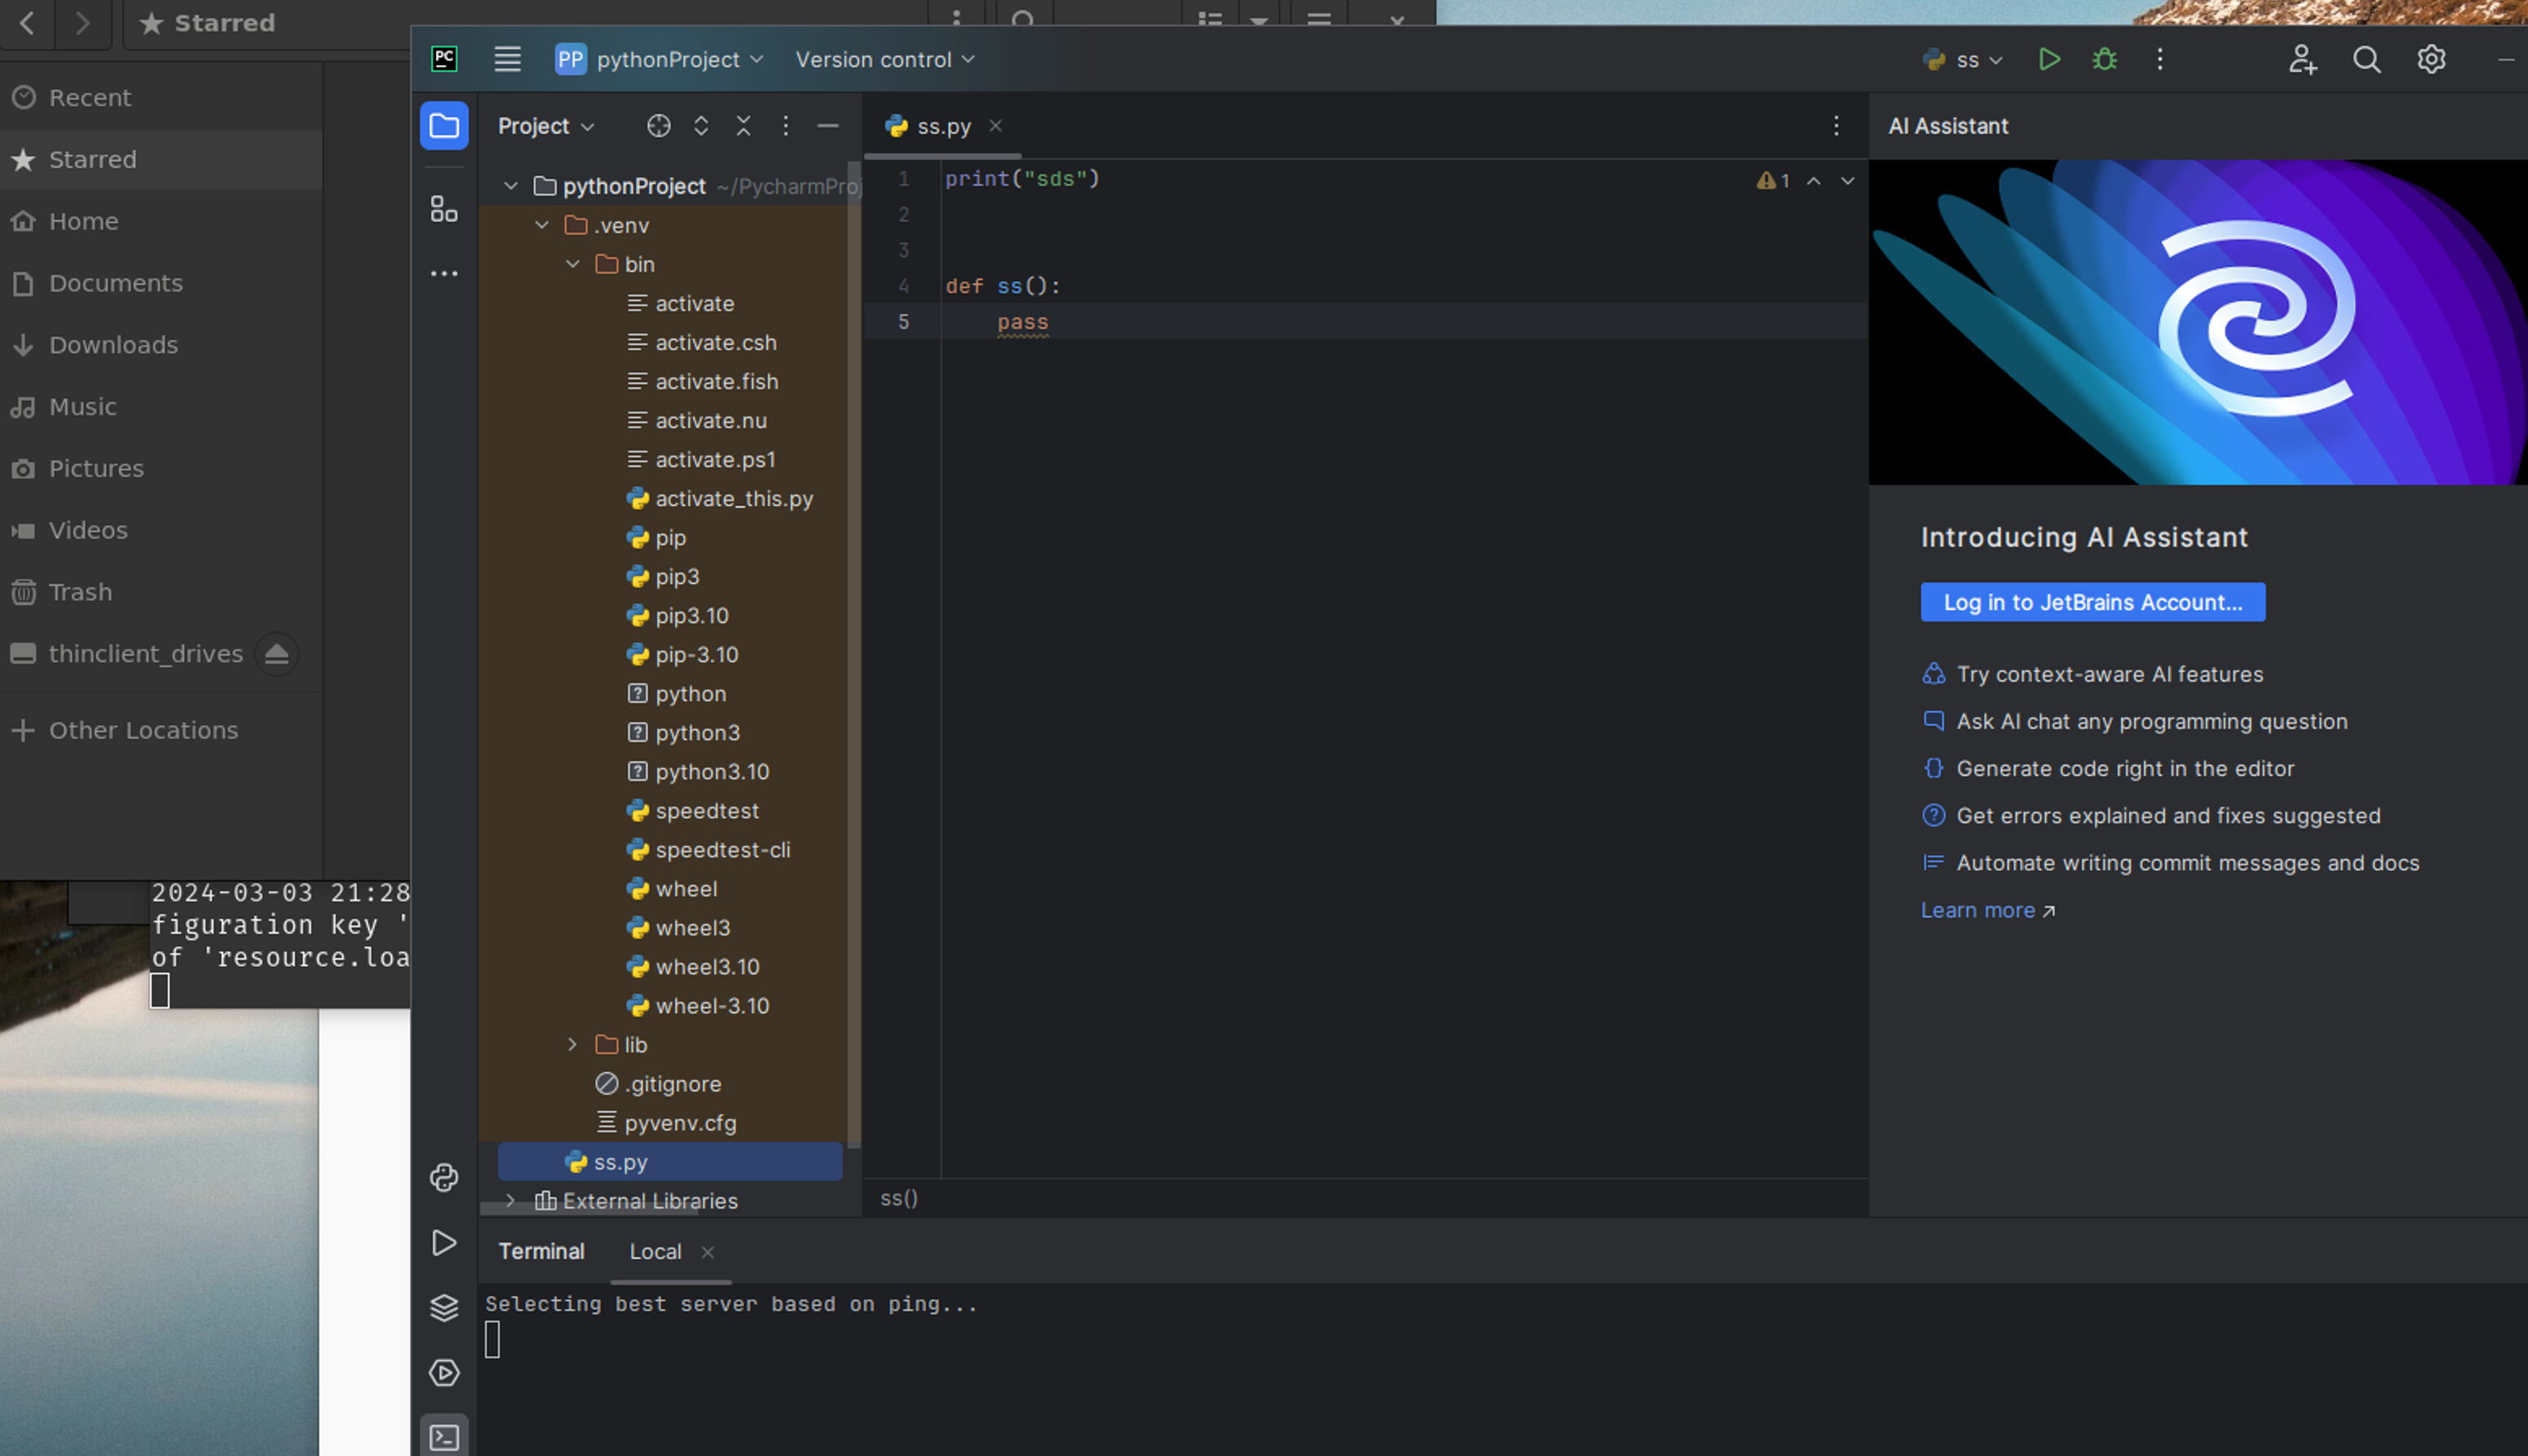 Starred
Recent
Starred
Home
Documents
Downloads
Music
Pictures
Videos
Trash
thinclient_drives
Other Locations
2024-03-03 21:28
figuration key '
of 'resource.loa
PC
PP pythonProject
Version control
ss
Project
pythonProject ~/PycharmProj
.venv
bin
activate
activate.csh
activate.fish
activate.nu
activate.ps1
activate_this.py
pip
pip3
pip3.10
pip-3.10
python
python3
python3.10
speedtest
speedtest-cli
wheel
wheel3
wheel3.10
wheel-3.10
lib
.gitignore
pyvenv.cfg
ss.py
External Libraries
ss.py
1 print("sds")
2
3
4 def ss():
5 pass
1
ss()
AI Assistant
Introducing AI Assistant
Log in to JetBrains Account...
Try context-aware AI features
Ask AI chat any programming question
Generate code right in the editor
Get errors explained and fixes suggested
Automate writing commit messages and docs
Learn more ↗
Terminal
Local
Selecting best server based on ping...